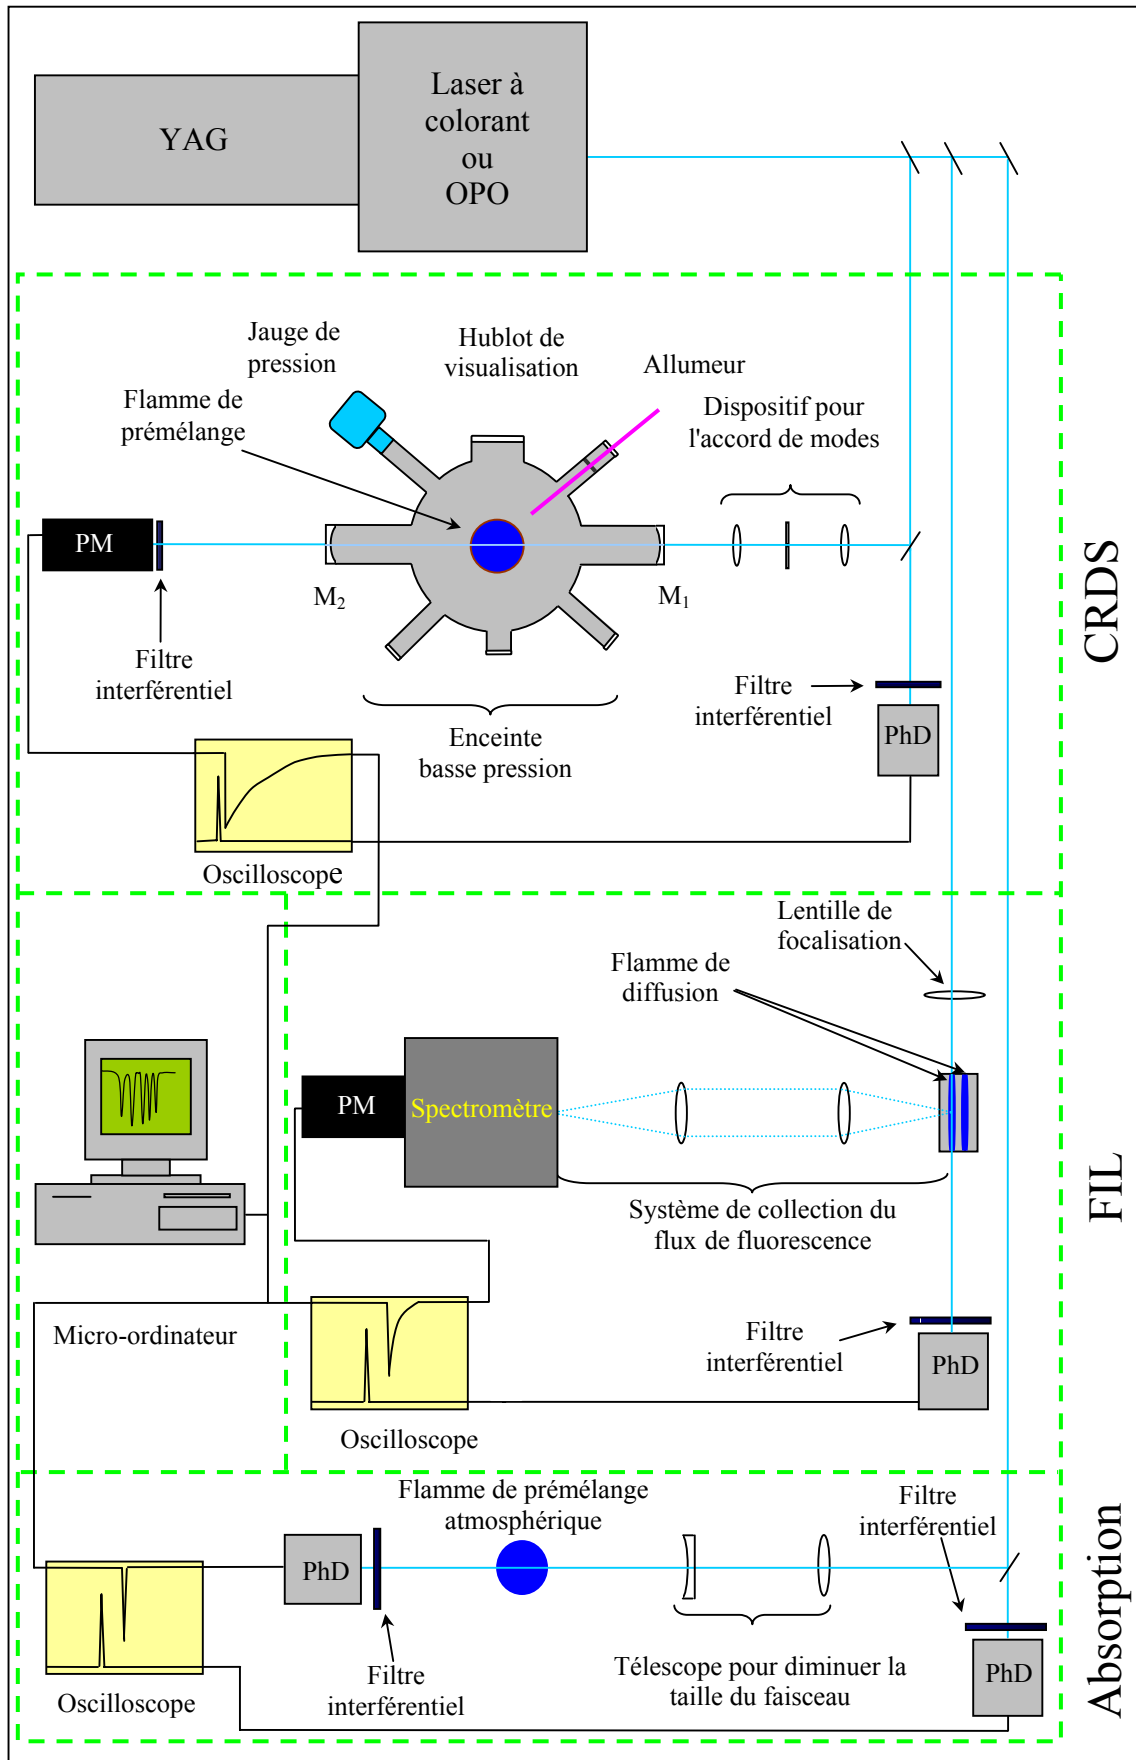 YAG
Laser à
colorant
ou
OPO
Jauge de
pression
Hublot de
visualisation
Allumeur
Flamme de
prémélange
Dispositif pour
l'accord de modes
PM
M2
M1
Filtre
interférentiel
Enceinte
basse pression
Filtre
interférentiel
PhD
Oscilloscope
CRDS
Lentille de
focalisation
Flamme de
diffusion
PM
Spectromètre
Système de collection du
flux de fluorescence
Micro-ordinateur
Filtre
interférentiel
PhD
Oscilloscope
FIL
Flamme de prémélange
atmosphérique
Filtre
interférentiel
PhD
Filtre
interférentiel
Télescope pour diminuer la
taille du faisceau
PhD
Oscilloscope
Absorption